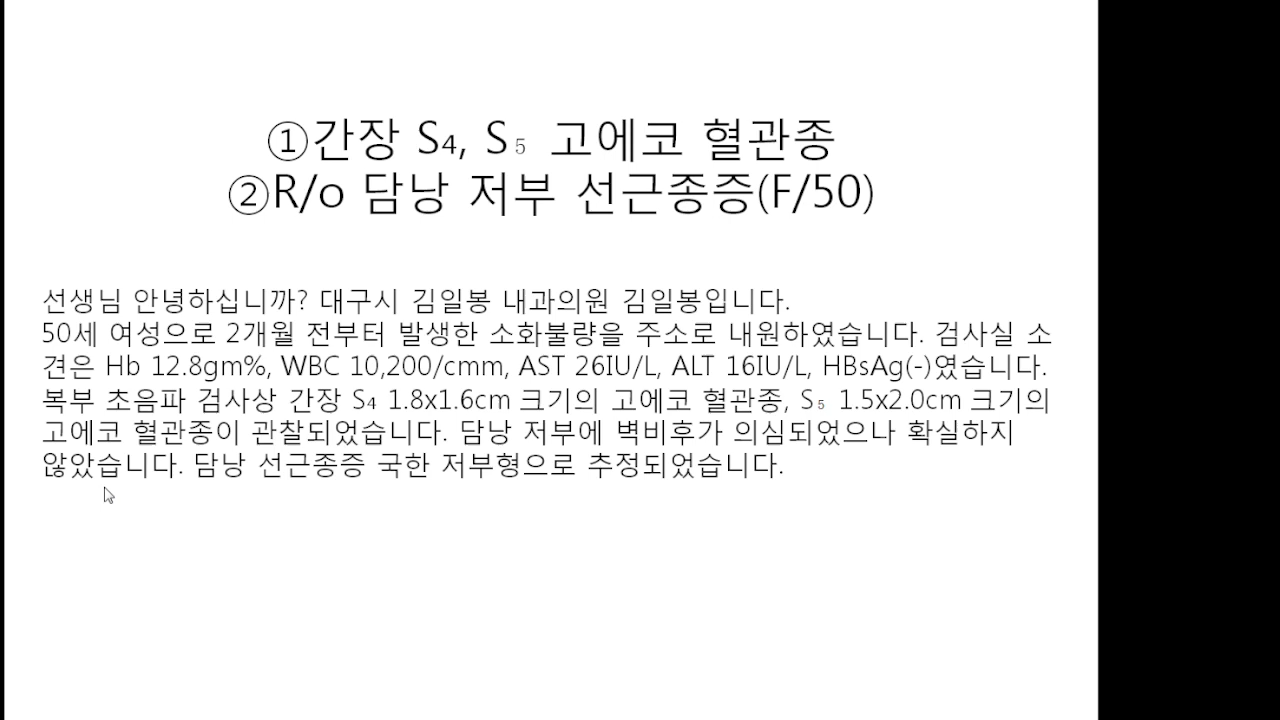 ①간장 S₄, S₅ 고에코 혈관종
②R/o 담낭 저부 선근종증(F/50)
선생님 안녕하십니까? 대구시 김일봉 내과의원 김일봉입니다.
50세 여성으로 2개월 전부터 발생한 소화불량을 주소로 내원하였습니다. 검사실 소
견은 Hb 12.8gm%, WBC 10,200/cmm, AST 26IU/L, ALT 16IU/L, HBsAg(-)였습니다.
복부 초음파 검사상 간장 S₄ 1.8x1.6cm 크기의 고에코 혈관종, S₅ 1.5x2.0cm 크기의
고에코 혈관종이 관찰되었습니다. 담낭 저부에 벽비후가 의심되었으나 확실하지
않았습니다. 담낭 선근종증 국한 저부형으로 추정되었습니다.